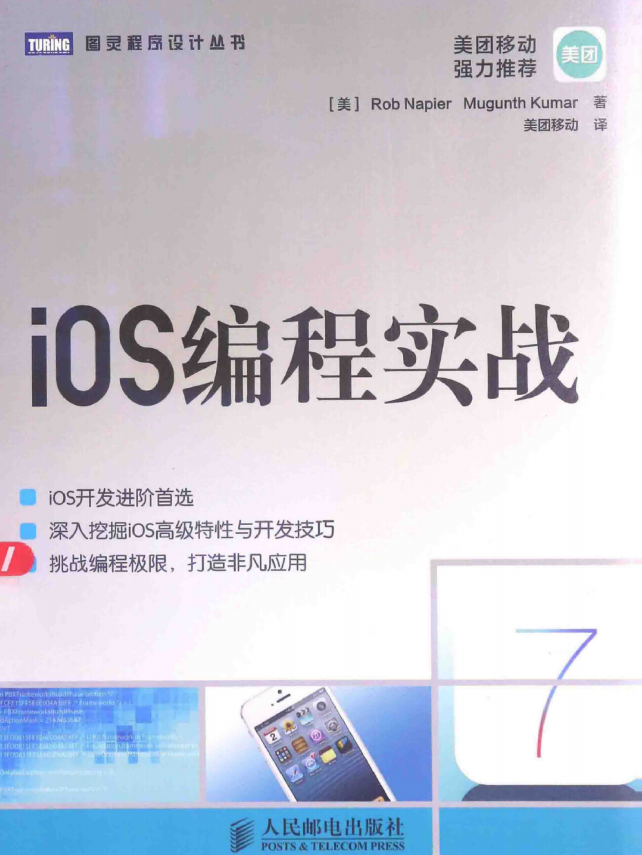 TURING 图灵程序设计丛书
美团移动
强力推荐
美团
[美] Rob Napier Mugunth Kumar 著
美团移动 译
iOS编程实战
iOS开发进阶首选
深入挖掘iOS高级特性与开发技巧
挑战编程极限，打造非凡应用
7
人民邮电出版社
POSTS & TELECOM PRESS